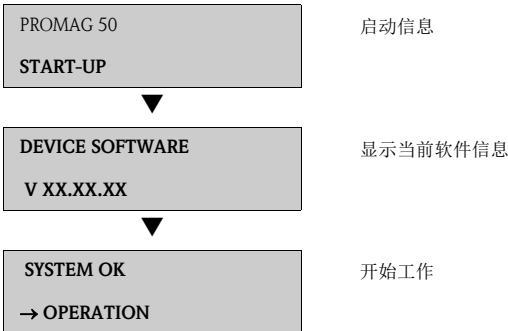 PROMAG 50 启动信息
START-UP
DEVICE SOFTWARE 显示当前软件信息
V XX.XX.XX
SYSTEM OK 开始工作
→ OPERATION